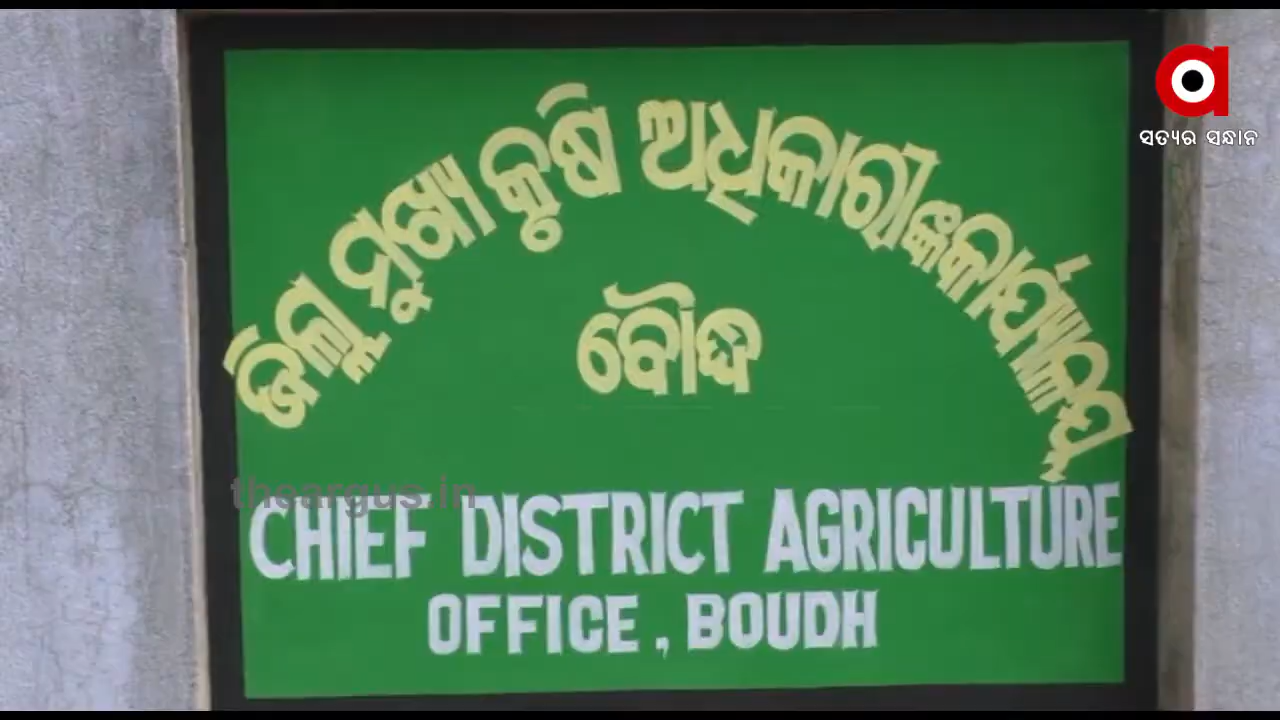 ଜିଲ୍ଲା ମୁଖ୍ୟ କୃଷି ଅଧିକାରୀଙ୍କ କାର୍ଯ୍ୟାଳୟ
ବୌଦ୍ଧ
CHIEF DISTRICT AGRICULTURE
OFFICE, BOUDH
theargus.in
ସତ୍ୟର ସନ୍ଧାନ